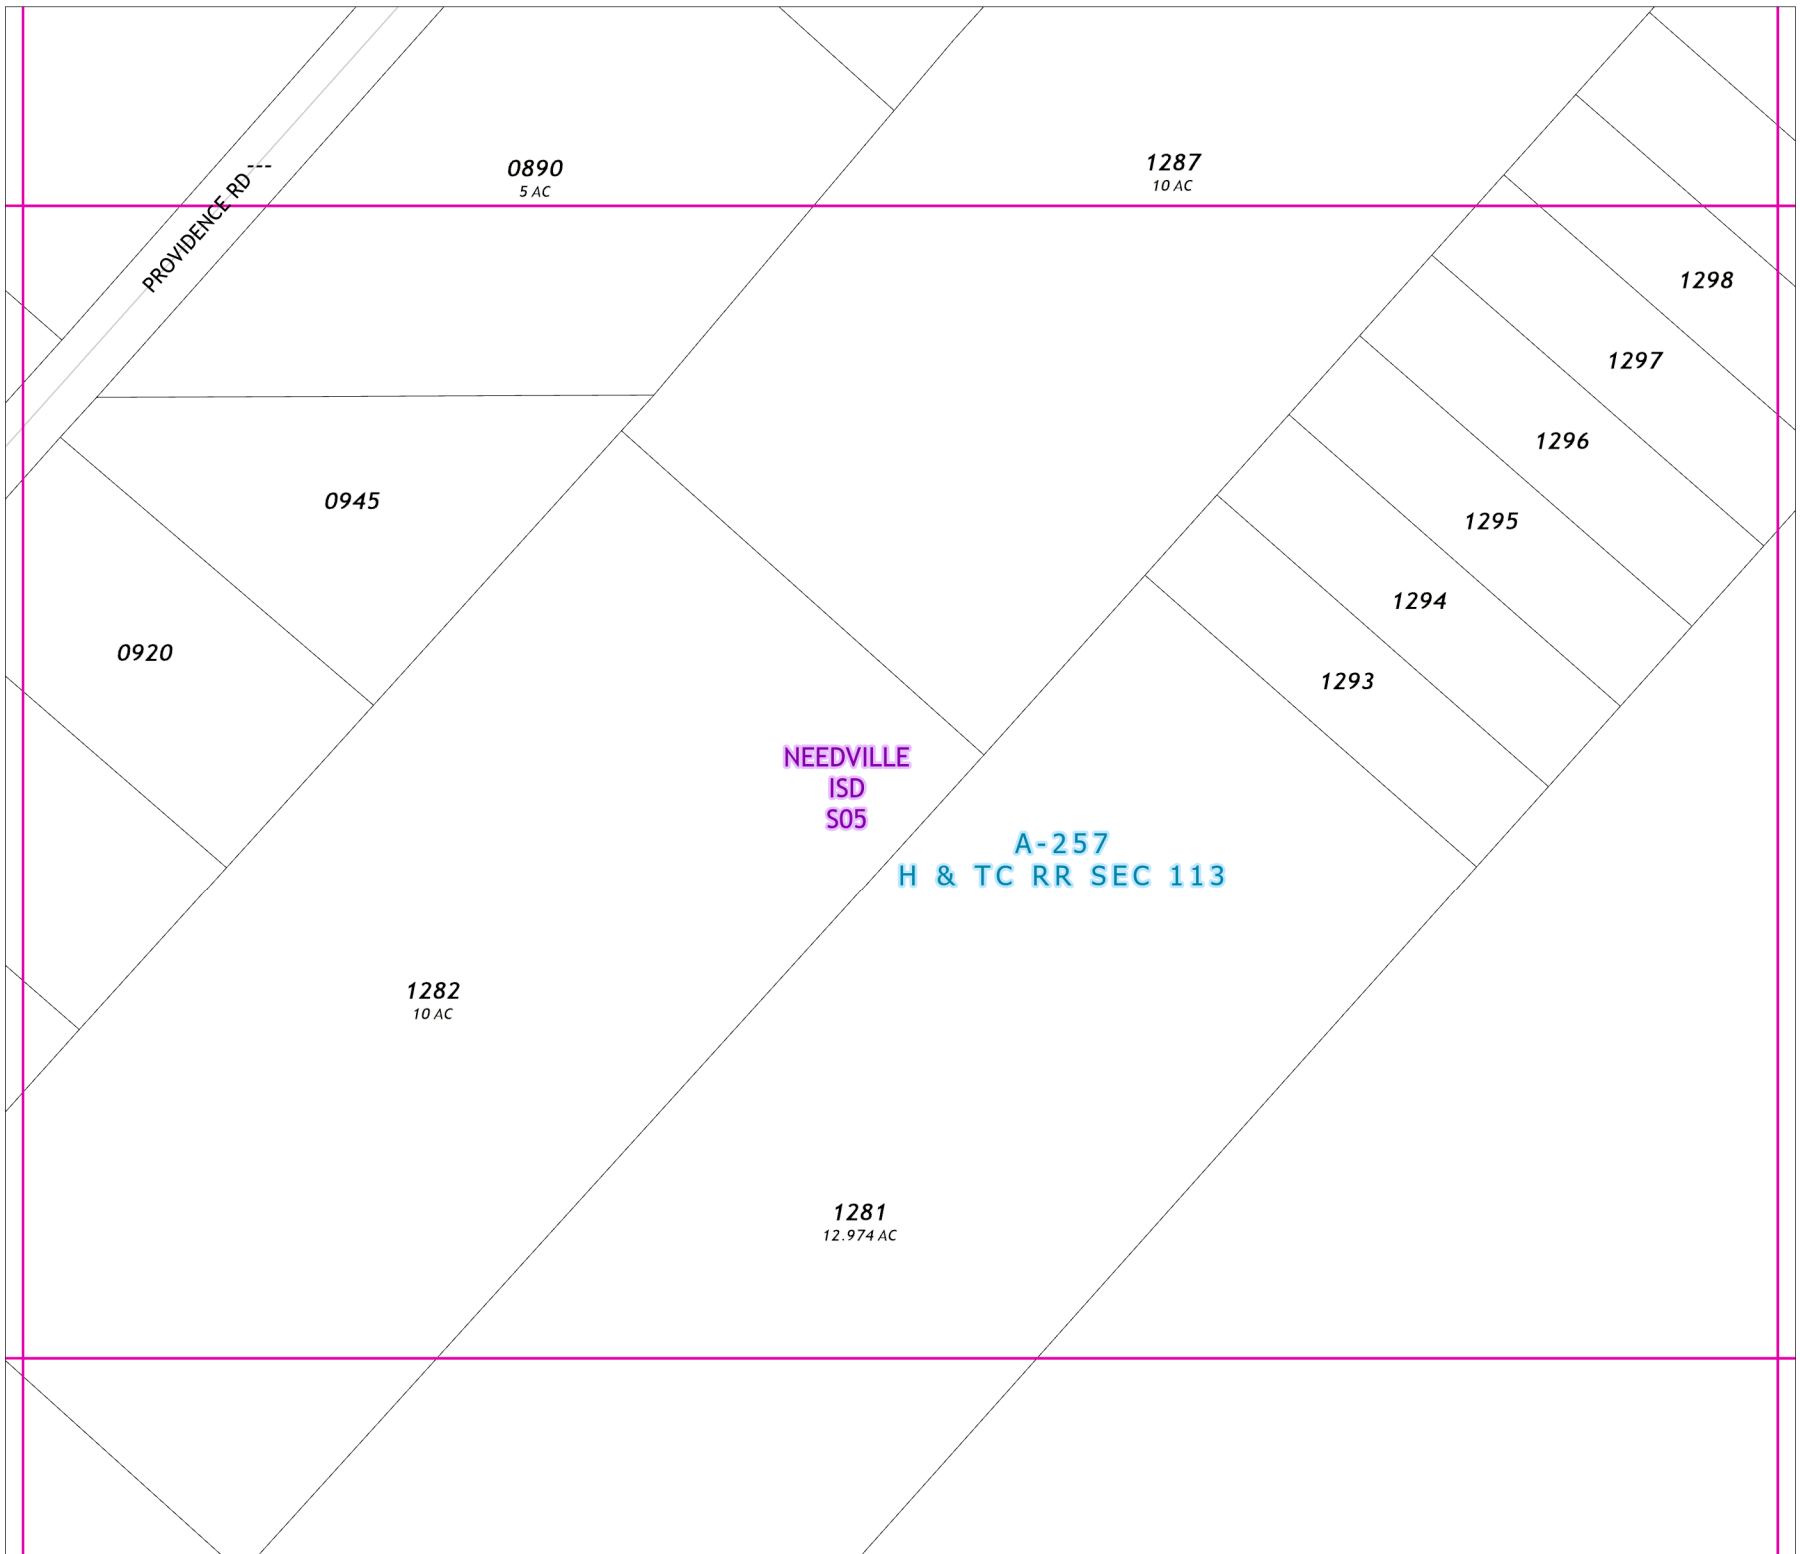 PROVIDENCE RD ---
0890
5 AC
1287
10 AC
1298
1297
1296
0945
1295
1294
0920
1293
NEEDVILLE
ISD
S05
A-257
H & TC RR SEC 113
1282
10 AC
1281
12.974 AC